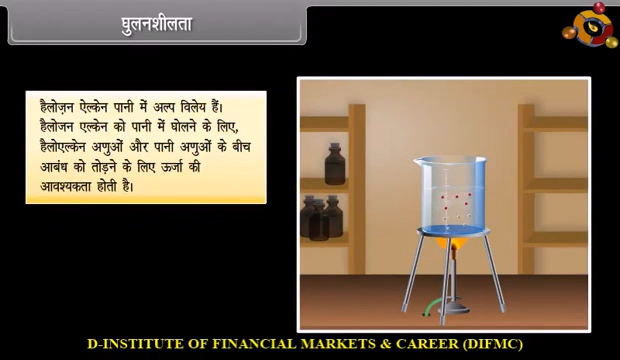 घुलनशीलता
हैलोज़न ऐल्केन पानी में अल्प विलेय हैं।
हैलोजन एल्केन को पानी में घोलने के लिए,
हैलोएल्केन अणुओं और पानी अणुओं के बीच
आबंध को तोड़ने के लिए ऊर्जा की
आवश्यकता होती है।
D-INSTITUTE OF FINANCIAL MARKETS & CAREER (DIFMC)